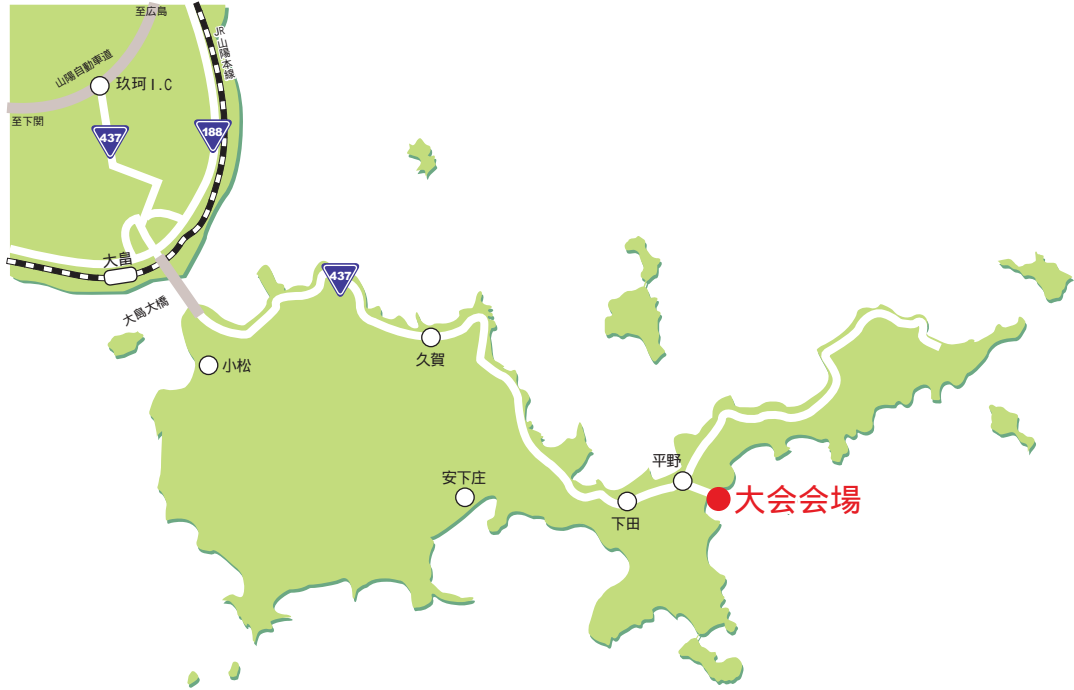 至広島
JR山陽本線
山陽自動車道
玖珂I.C
至下関
437
188
大畠
437
大島大橋
小松
久賀
平野
安下庄
大会会場
下田